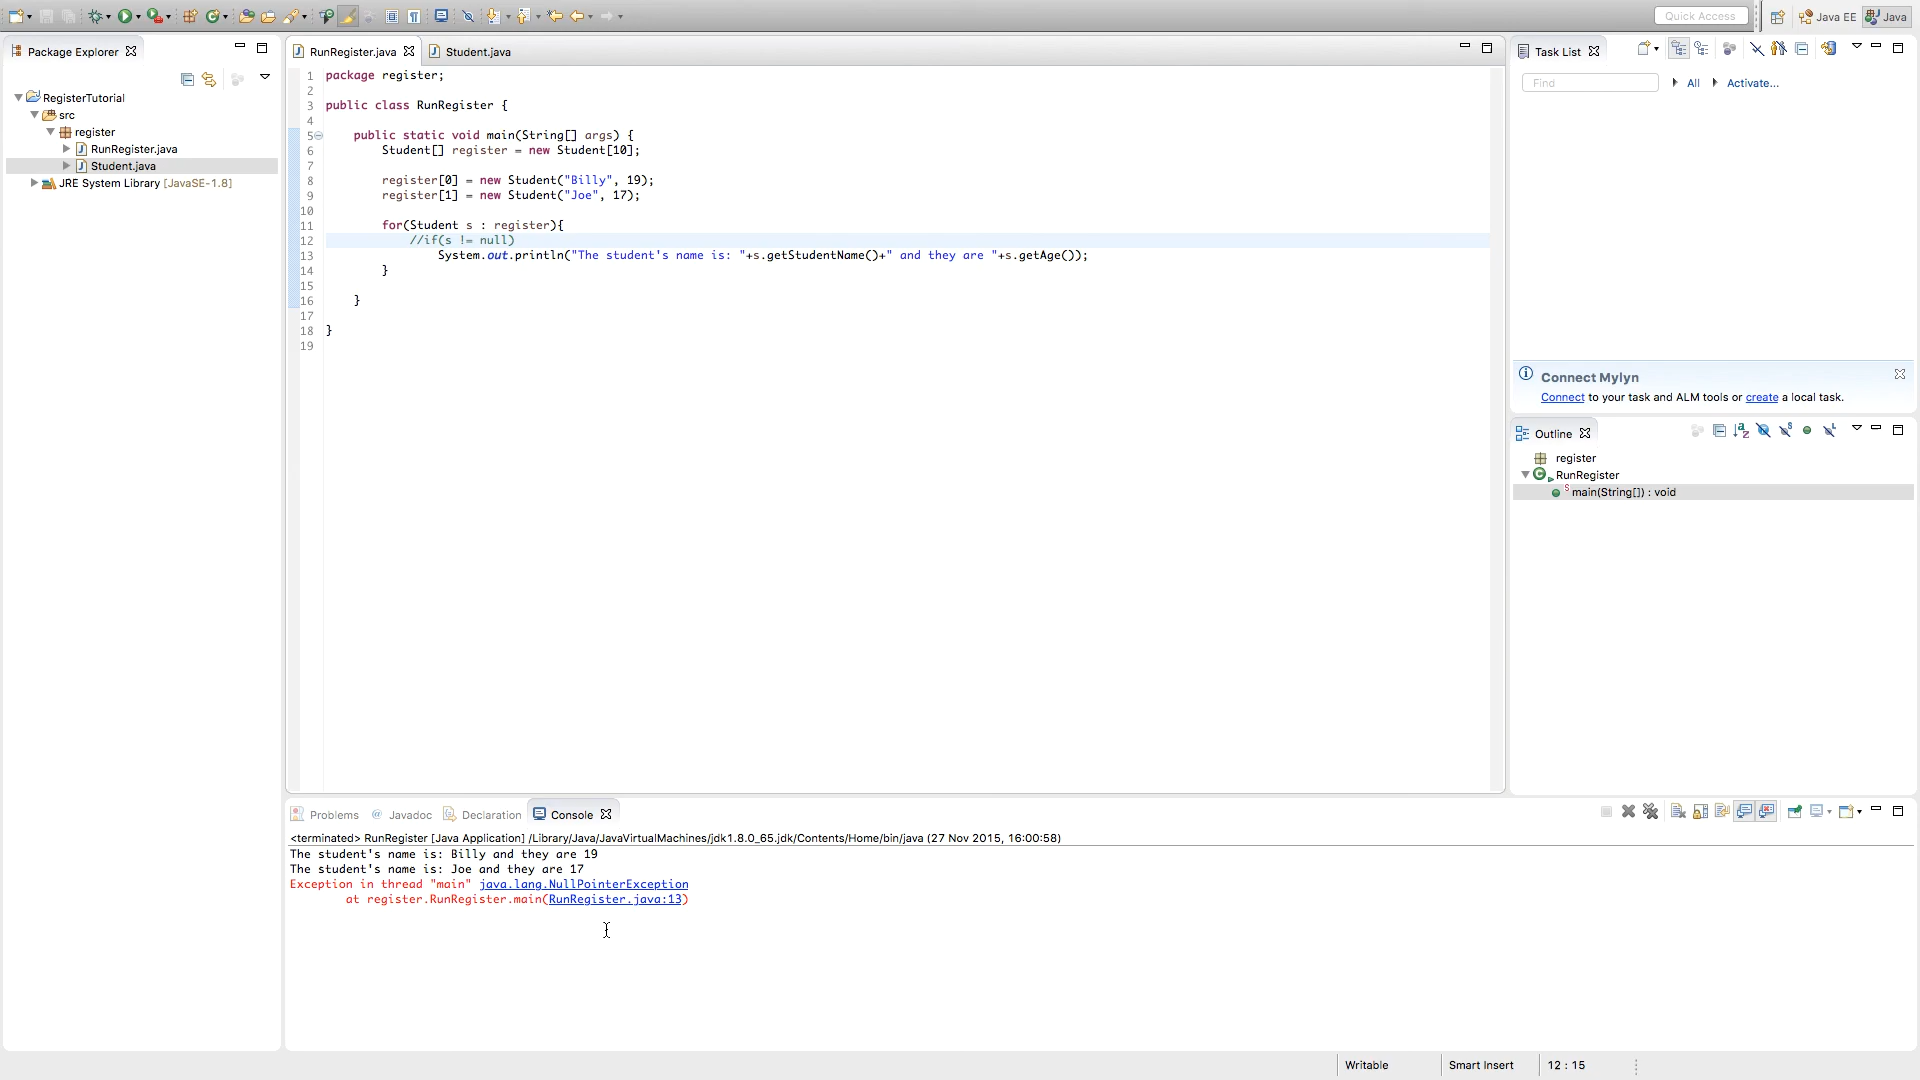 Quick Access
Java EE
Java
Package Explorer
RegisterTutorial
src
register
RunRegister.java
Student.java
JRE System Library [JavaSE-1.8]
RunRegister.java
Student.java
1 package register;
2
3 public class RunRegister {
4
5 public static void main(String[] args) {
6 Student[] register = new Student[10];
7
8 register[0] = new Student("Billy", 19);
9 register[1] = new Student("Joe", 17);
10
11 for(Student s : register){
12 //if(s != null)
13 System.out.println("The student's name is: "+s.getStudentName()+" and they are "+s.getAge());
14 }
15
16 }
17
18 }
19
Task List
Find
All
Activate...
Connect Mylyn
Connect to your task and ALM tools or create a local task.
Outline
register
RunRegister
main(String[]) : void
Problems
Javadoc
Declaration
Console
<terminated> RunRegister [Java Application] /Library/Java/JavaVirtualMachines/jdk1.8.0_65.jdk/Contents/Home/bin/java (27 Nov 2015, 16:00:58)
The student's name is: Billy and they are 19
The student's name is: Joe and they are 17
Exception in thread "main" java.lang.NullPointerException
at register.RunRegister.main(RunRegister.java:13)
Writable
Smart Insert
12 : 15